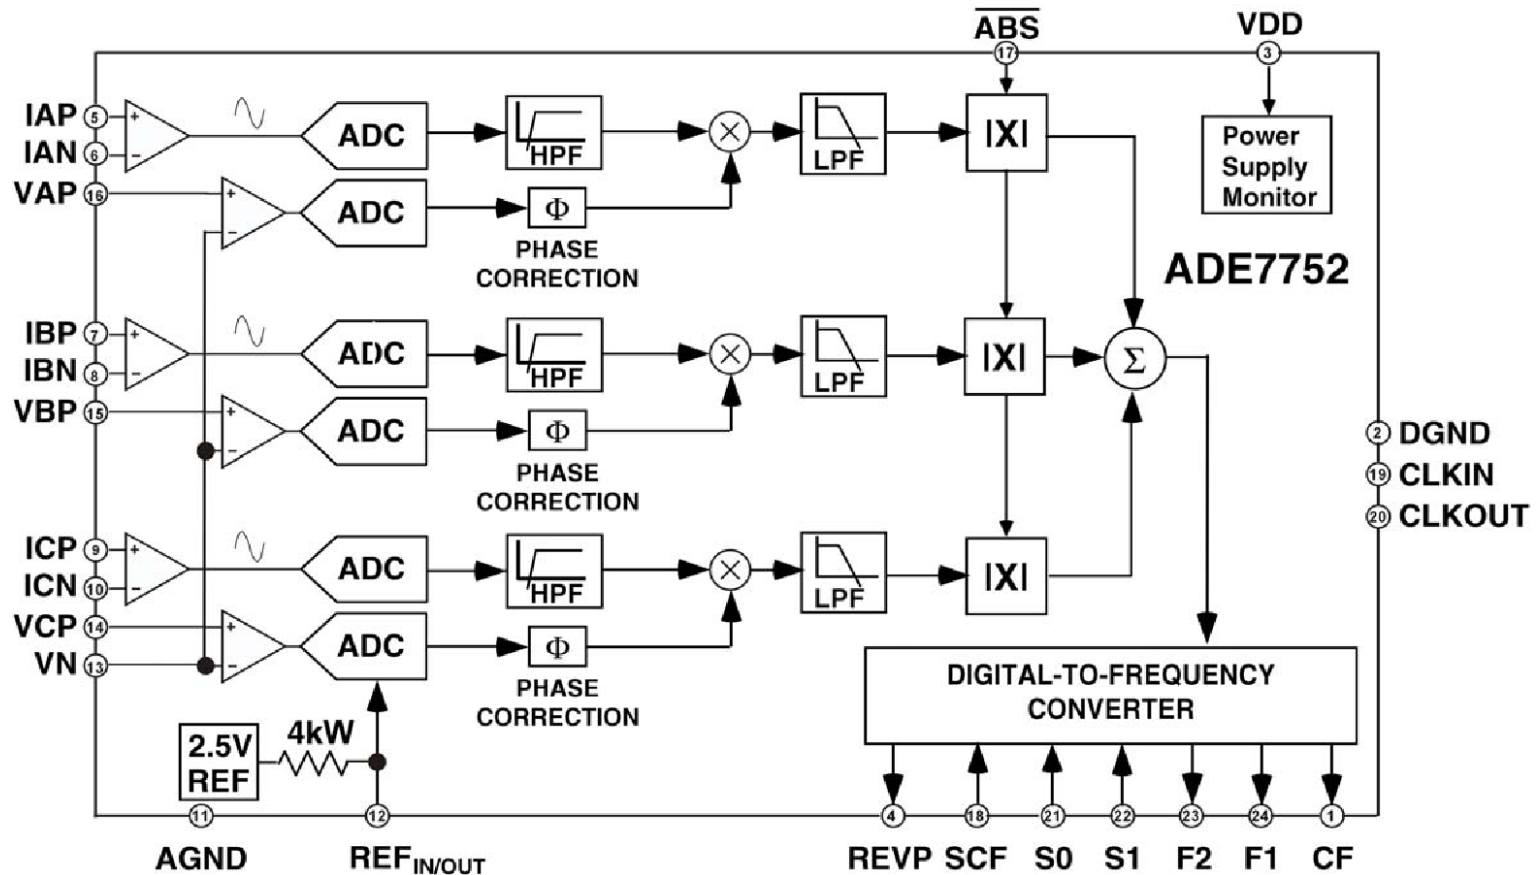 ABS
VDD
17
3
IAP
5
+
ADC
HPF
×
LPF
|X|
Power
Supply
Monitor
IAN
6
−
VAP
16
+
ADC
Φ
−
PHASE
CORRECTION
ADE7752
IBP
7
+
ADC
HPF
×
LPF
|X|
Σ
IBN
8
−
VBP
15
+
ADC
Φ
−
PHASE
CORRECTION
2
DGND
19
CLKIN
20
CLKOUT
ICP
9
+
ADC
HPF
×
LPF
|X|
ICN
10
−
VCP
14
+
ADC
Φ
VN
13
−
PHASE
CORRECTION
DIGITAL-TO-FREQUENCY
CONVERTER
2.5V
REF
4kW
11
12
4
18
21
22
23
24
1
AGND
REFIN/OUT
REVP
SCF
S0
S1
F2
F1
CF